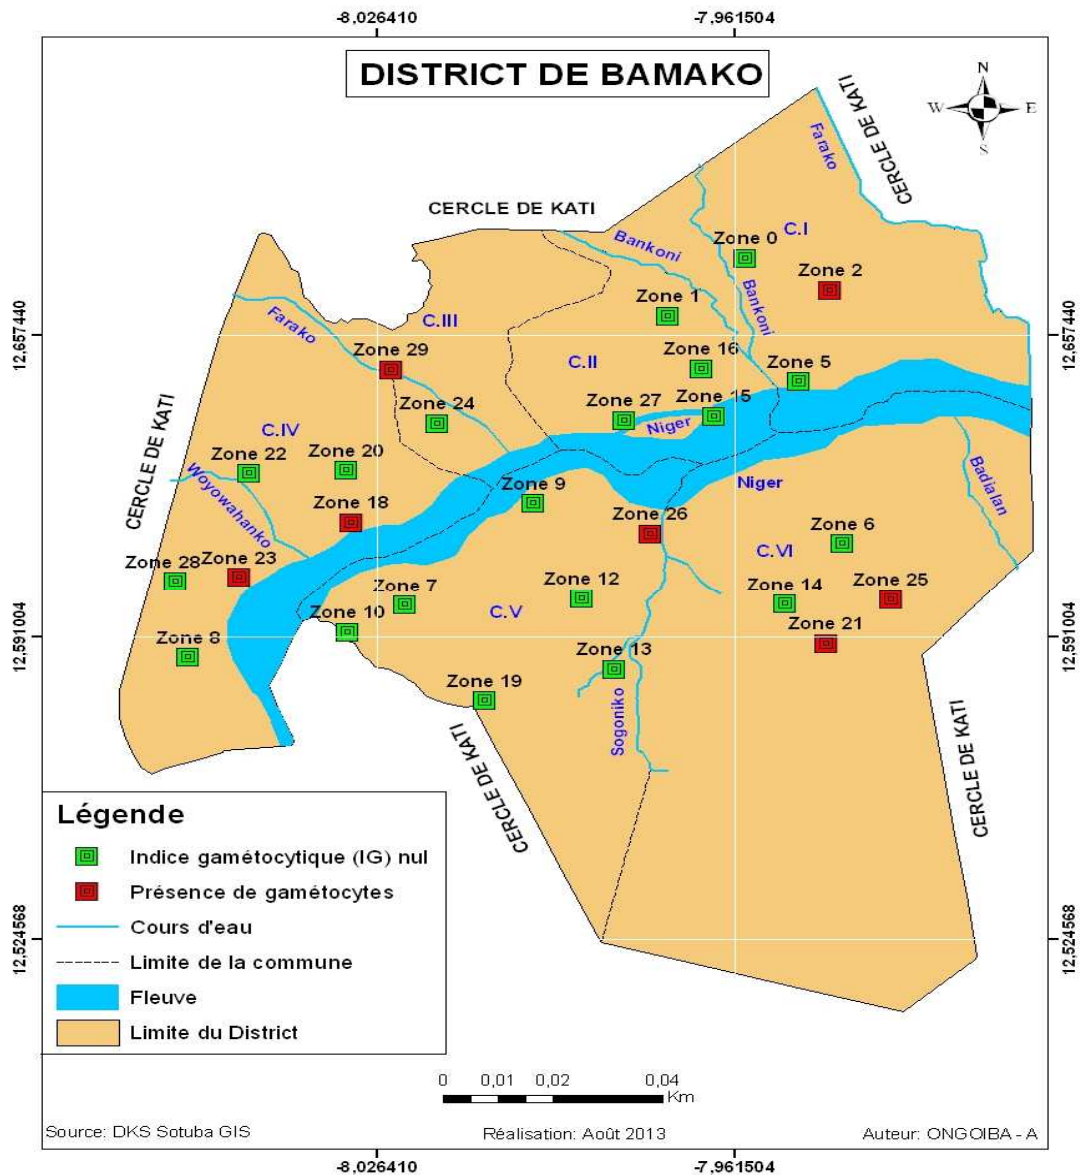 -8,026410
-7,961504
DISTRICT DE BAMAKO
N
W
E
S
CERCLE DE KATI
Farako
CERCLE DE KATI
CERCLE DE KATI
Bankoni
Zone 0
C.I
Zone 2
Bankoni
Zone 1
12,657440
12,657440
Farako
C.III
Zone 29
C.II
Zone 16
Zone 5
Zone 24
Zone 27
Zone 15
Niger
CERCLE DE KATI
C.IV
Zone 22
Zone 20
Woyowahanko
Zone 18
Zone 9
Niger
Badialan
Zone 26
Zone 6
C.VI
Zone 28
Zone 23
Zone 7
Zone 12
Zone 14
Zone 25
Zone 10
C.V
Zone 21
12,591004
12,591004
Zone 8
Zone 13
Zone 19
Sogoniko
CERCLE DE KATI
CERCLE DE KATI
Légende
Indice gamétocytique (IG) nul
Présence de gamétocytes
Cours d'eau
Limite de la commune
Fleuve
Limite du District
12,524568
12,524568
0 0,01 0,02 0,04
Km
Source: DKS Sotuba GIS
Réalisation: Août 2013
Auteur: ONGOIBA - A
-8,026410
-7,961504